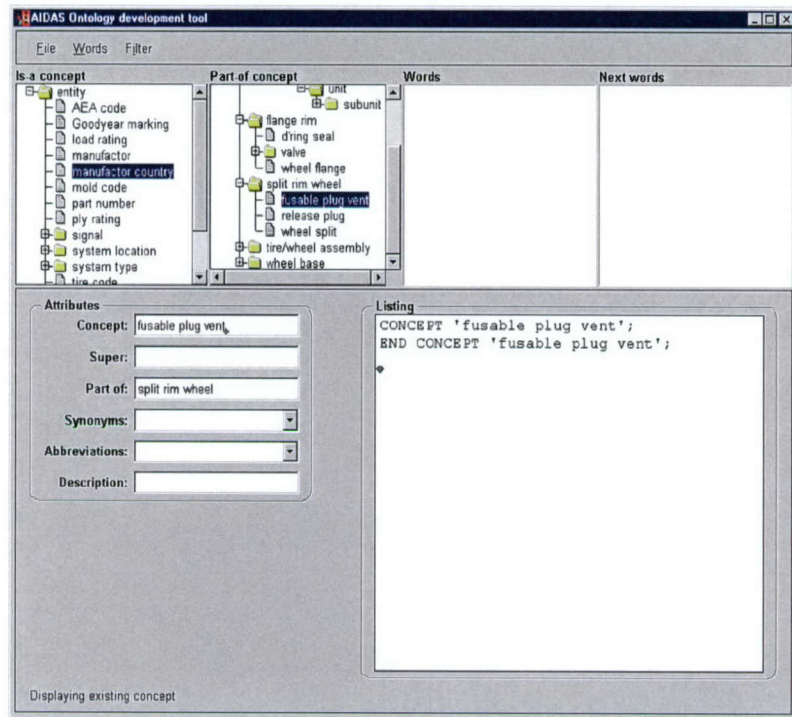 AIDAS Ontology development tool
File Words Filter
Is-a concept
entity
AEA code
Goodyear marking
load rating
manufactor
manufactor country
mold code
part number
ply rating
signal
system location
system type
tire code
Part-of concept
unit
subunit
flange rim
d'ring seal
valve
wheel flange
split rim wheel
fusable plug vent
release plug
wheel split
tire/wheel assembly
wheel base
Words
Next words
Attributes
Concept: fusable plug vent
Super:
Part of: split rim wheel
Synonyms:
Abbreviations:
Description:
Listing
CONCEPT 'fusable plug vent';
END CONCEPT 'fusable plug vent';
Displaying existing concept